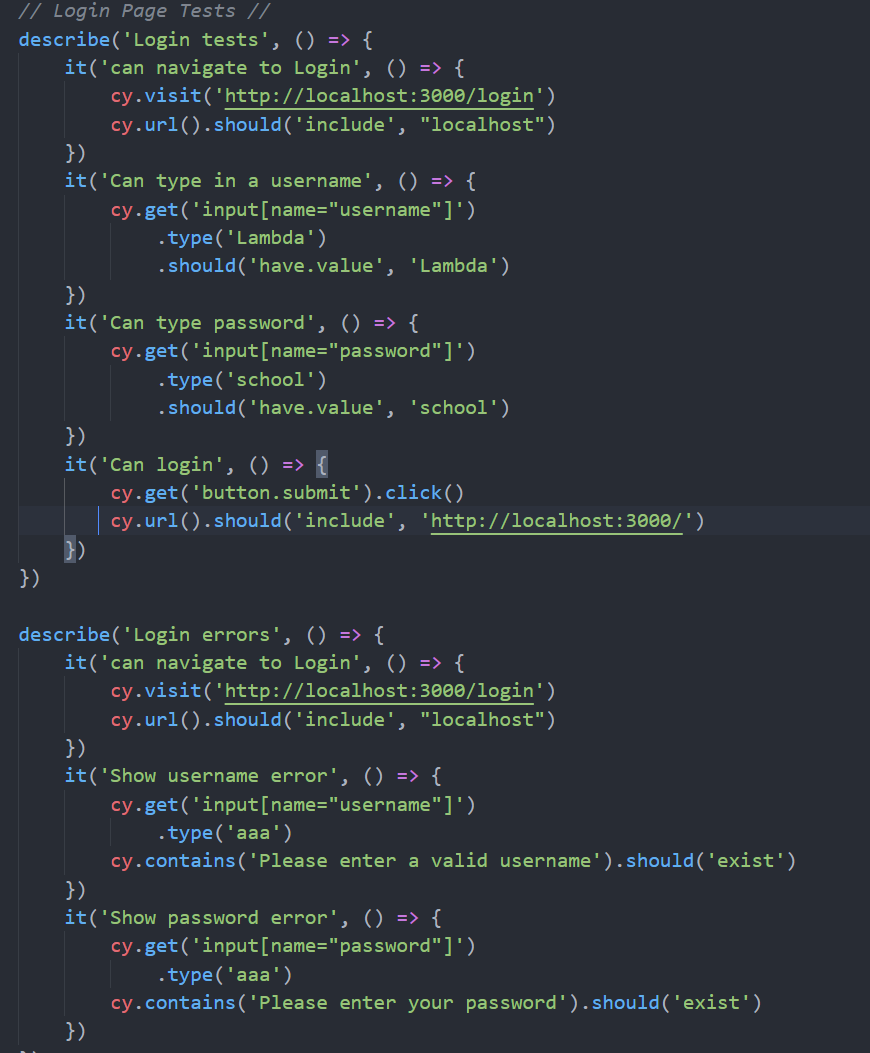 // Login Page Tests //
describe('Login tests', () => {
    it('can navigate to Login', () => {
        cy.visit('http://localhost:3000/login')
        cy.url().should('include', "localhost")
    })
    it('Can type in a username', () => {
        cy.get('input[name="username"]')
            .type('Lambda')
            .should('have.value', 'Lambda')
    })
    it('Can type password', () => {
        cy.get('input[name="password"]')
            .type('school')
            .should('have.value', 'school')
    })
    it('Can login', () => {
        cy.get('button.submit').click()
        cy.url().should('include', 'http://localhost:3000/')
    })
})

describe('Login errors', () => {
    it('can navigate to Login', () => {
        cy.visit('http://localhost:3000/login')
        cy.url().should('include', "localhost")
    })
    it('Show username error', () => {
        cy.get('input[name="username"]')
            .type('aaa')
        cy.contains('Please enter a valid username').should('exist')
    })
    it('Show password error', () => {
        cy.get('input[name="password"]')
            .type('aaa')
        cy.contains('Please enter your password').should('exist')
    })